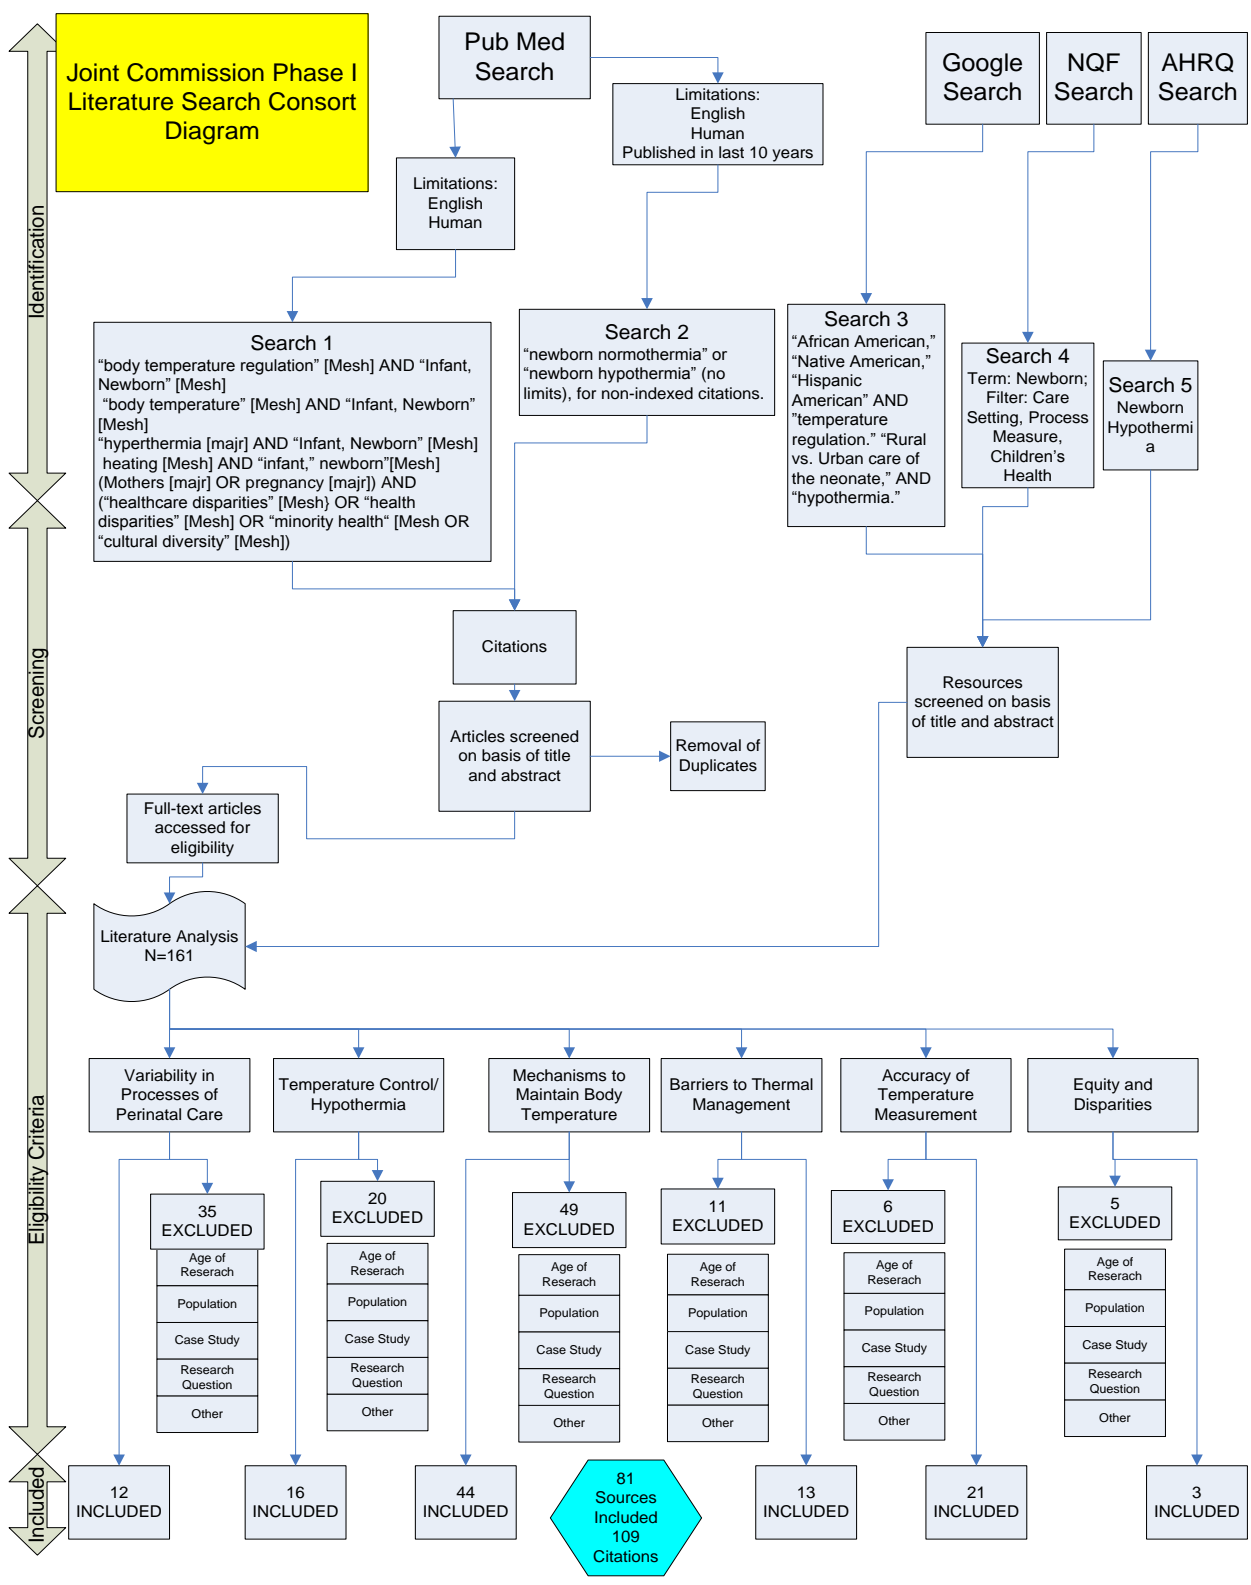 Joint Commission Phase I
Literature Search Consort
Diagram
Pub Med
Search
Google
Search
NQF
Search
AHRQ
Search
Limitations:
English
Human
Published in last 10 years
Limitations:
English
Human
Identification
Search 1
“body temperature regulation” [Mesh] AND “Infant,
Newborn” [Mesh]
“body temperature” [Mesh] AND “Infant, Newborn”
[Mesh]
“hyperthermia [majr] AND “Infant, Newborn” [Mesh]
heating [Mesh] AND “infant,” newborn”[Mesh]
(Mothers [majr] OR pregnancy [majr]) AND
(“healthcare disparities” [Mesh} OR “health
disparities” [Mesh] OR “minority health“ [Mesh OR
“cultural diversity” [Mesh])
Search 2
“newborn normothermia” or
“newborn hypothermia” (no
limits), for non-indexed citations.
Search 3
“African American,”
“Native American,”
“Hispanic
American” AND
”temperature
regulation.” “Rural
vs. Urban care of
the neonate,” AND
“hypothermia.”
Search 4
Term: Newborn;
Filter: Care
Setting, Process
Measure,
Children’s
Health
Search 5
Newborn
Hypothermi
a
Screening
Citations
Articles screened
on basis of title
and abstract
Removal of
Duplicates
Resources
screened on basis
of title and abstract
Full-text articles
accessed for
eligibility
Literature Analysis
N=161
Eligibility Criteria
Variability in
Processes of
Perinatal Care
Temperature Control/
Hypothermia
Mechanisms to
Maintain Body
Temperature
Barriers to Thermal
Management
Accuracy of
Temperature
Measurement
Equity and
Disparities
35
EXCLUDED
Age of
Reserach
Population
Case Study
Research
Question
Other
20
EXCLUDED
Age of
Reserach
Population
Case Study
Research
Question
Other
49
EXCLUDED
Age of
Reserach
Population
Case Study
Research
Question
Other
11
EXCLUDED
Age of
Reserach
Population
Case Study
Research
Question
Other
6
EXCLUDED
Age of
Reserach
Population
Case Study
Research
Question
Other
5
EXCLUDED
Age of
Reserach
Population
Case Study
Research
Question
Other
Included
12
INCLUDED
16
INCLUDED
44
INCLUDED
81
Sources
Included
109
Citations
13
INCLUDED
21
INCLUDED
3
INCLUDED